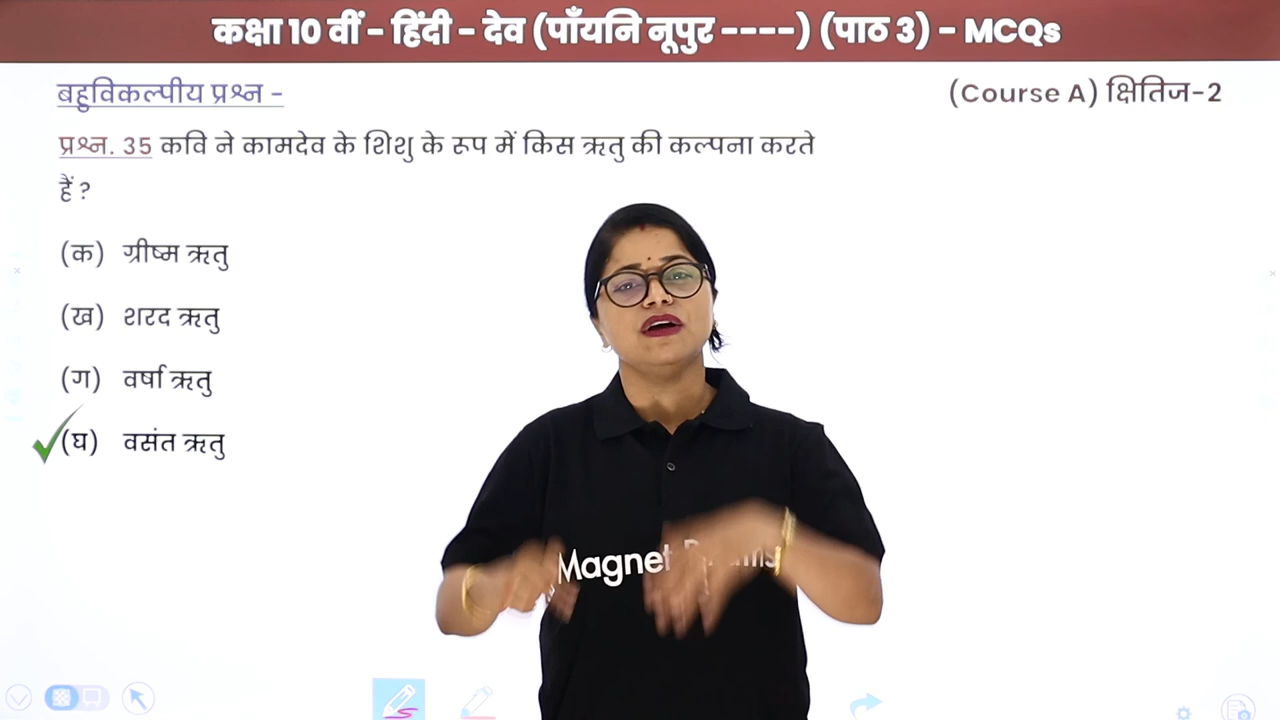 कक्षा 10 वीं - हिंदी - देव (पाँयनि नूपुर ----) (पाठ 3) - MCQs
बहुविकल्पीय प्रश्न -
(Course A) क्षितिज-2
प्रश्न. 35 कवि ने कामदेव के शिशु के रूप में किस ऋतु की कल्पना करते
हैं ?
(क) ग्रीष्म ऋतु
(ख) शरद ऋतु
(ग) वर्षा ऋतु
(घ) वसंत ऋतु
Magnet